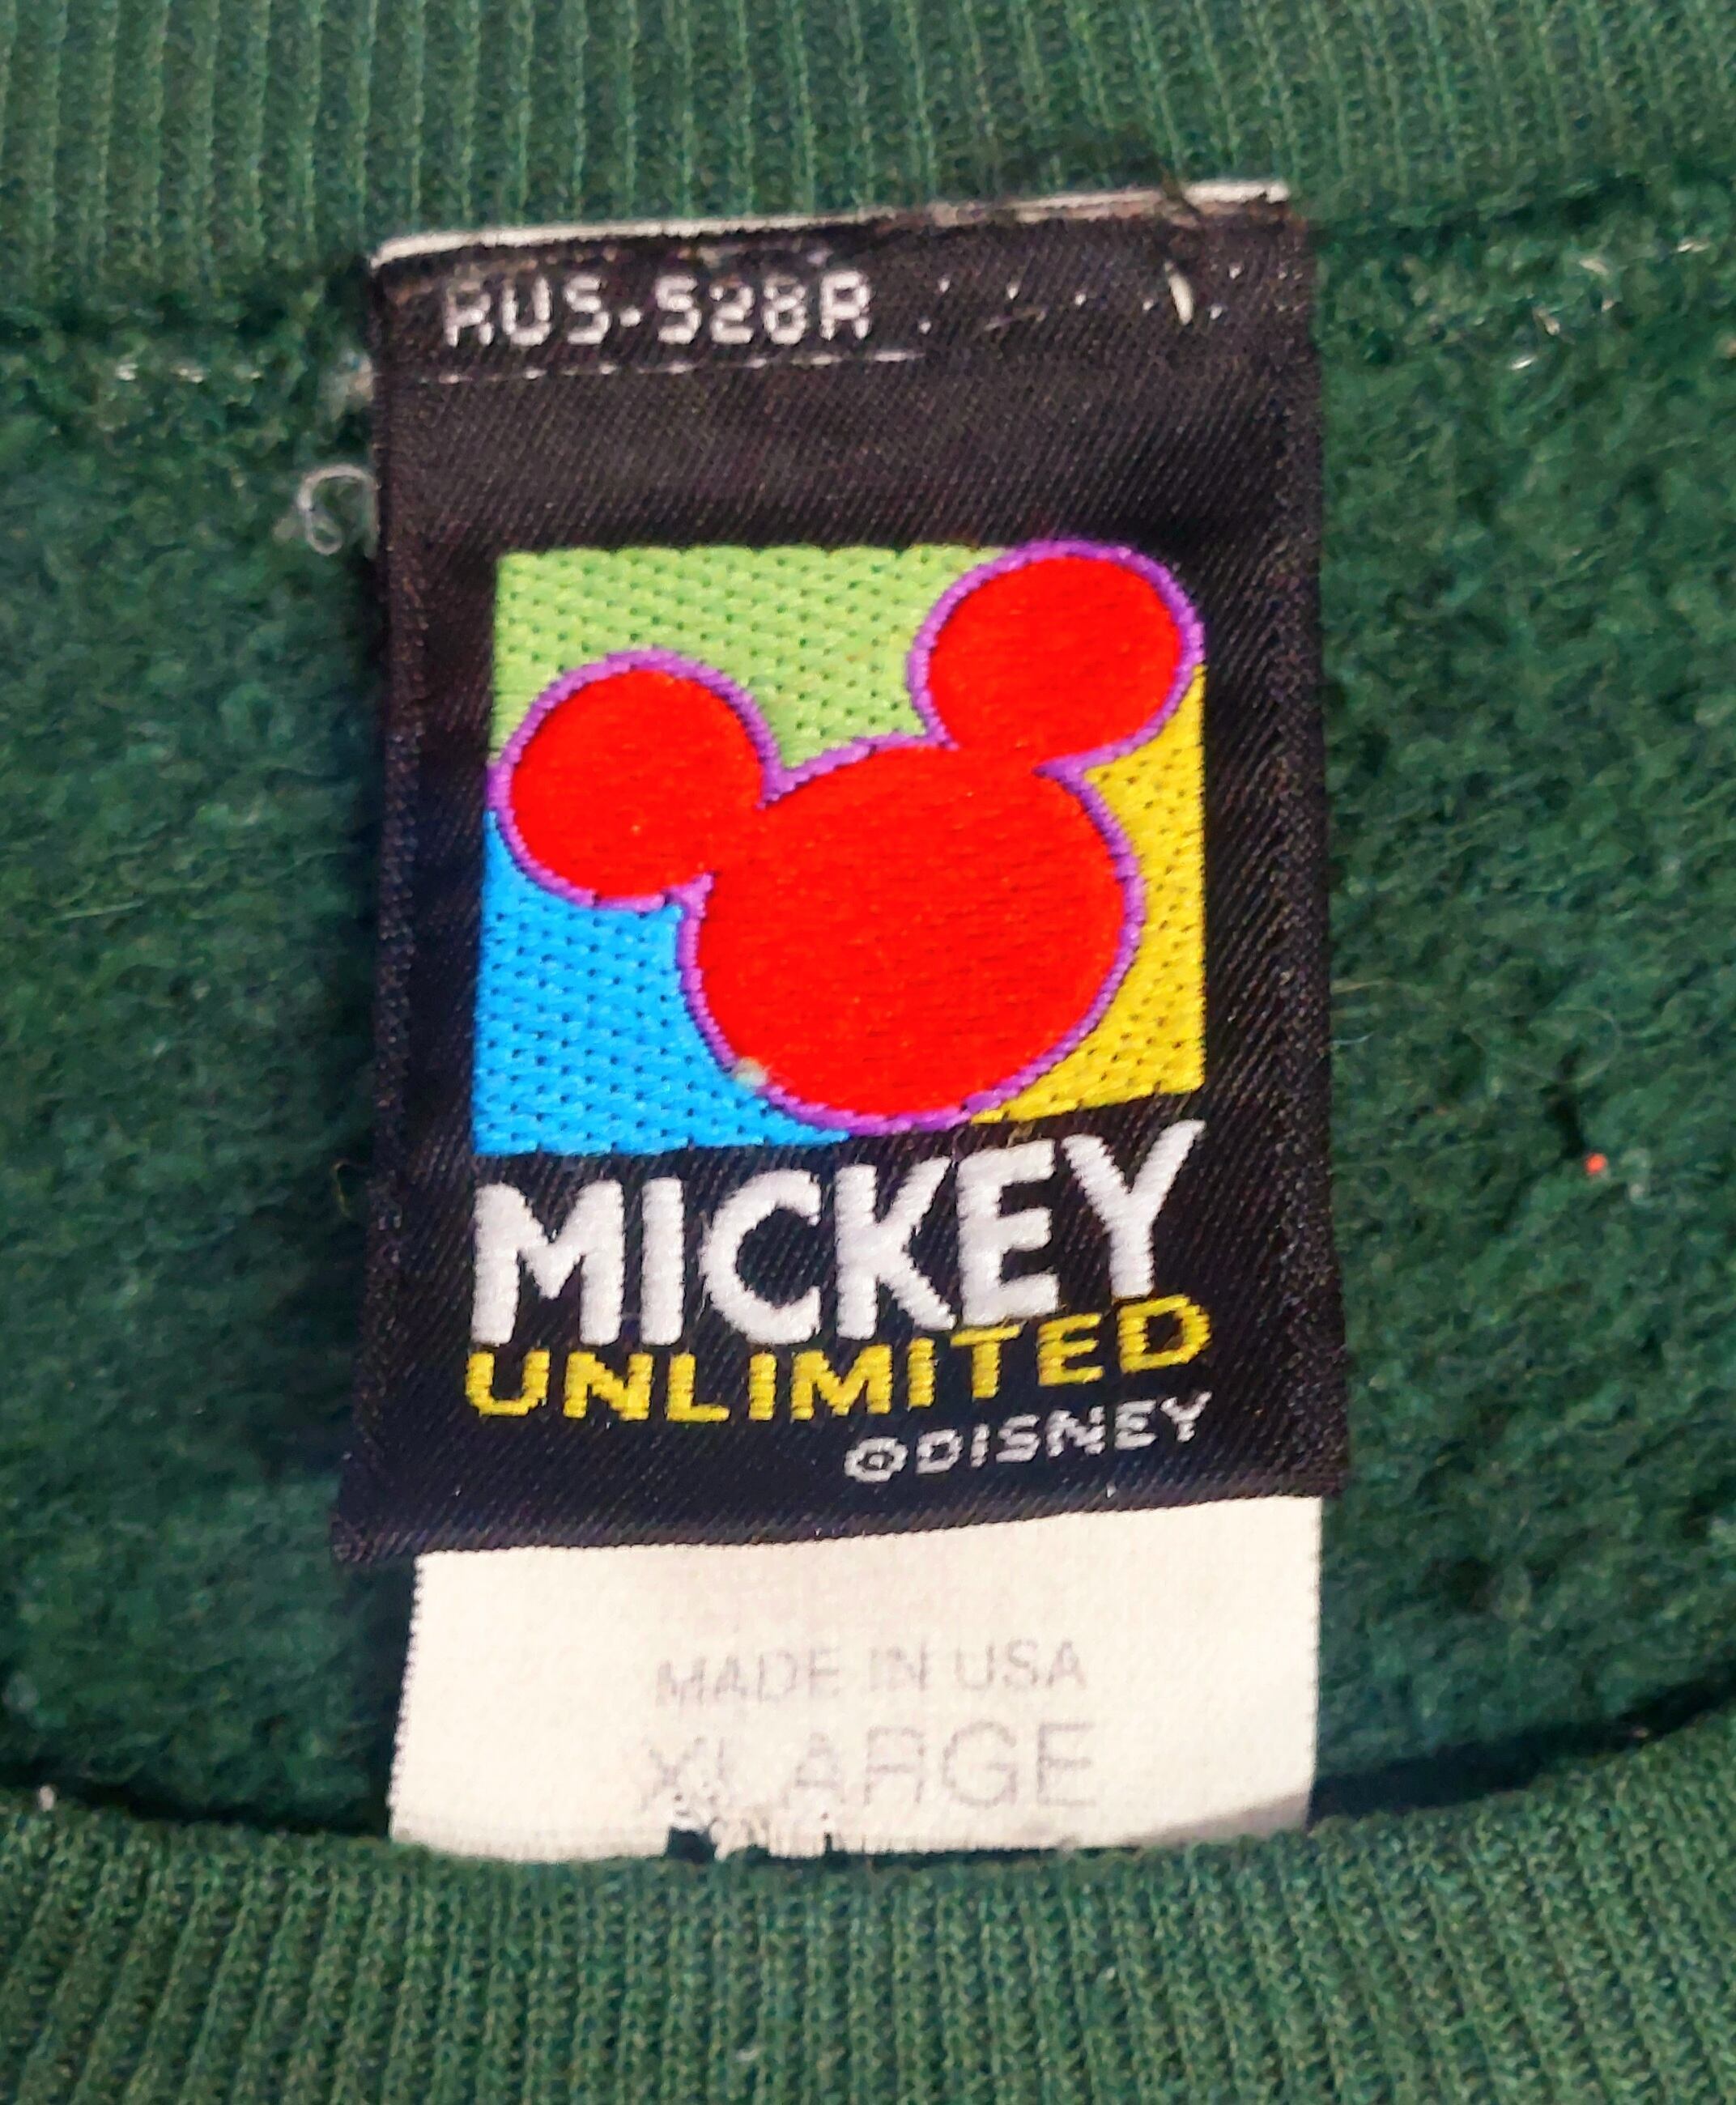 RUS-528R
MICKEY
UNLIMITED
©DISNEY
MADE IN USA
XLARGE